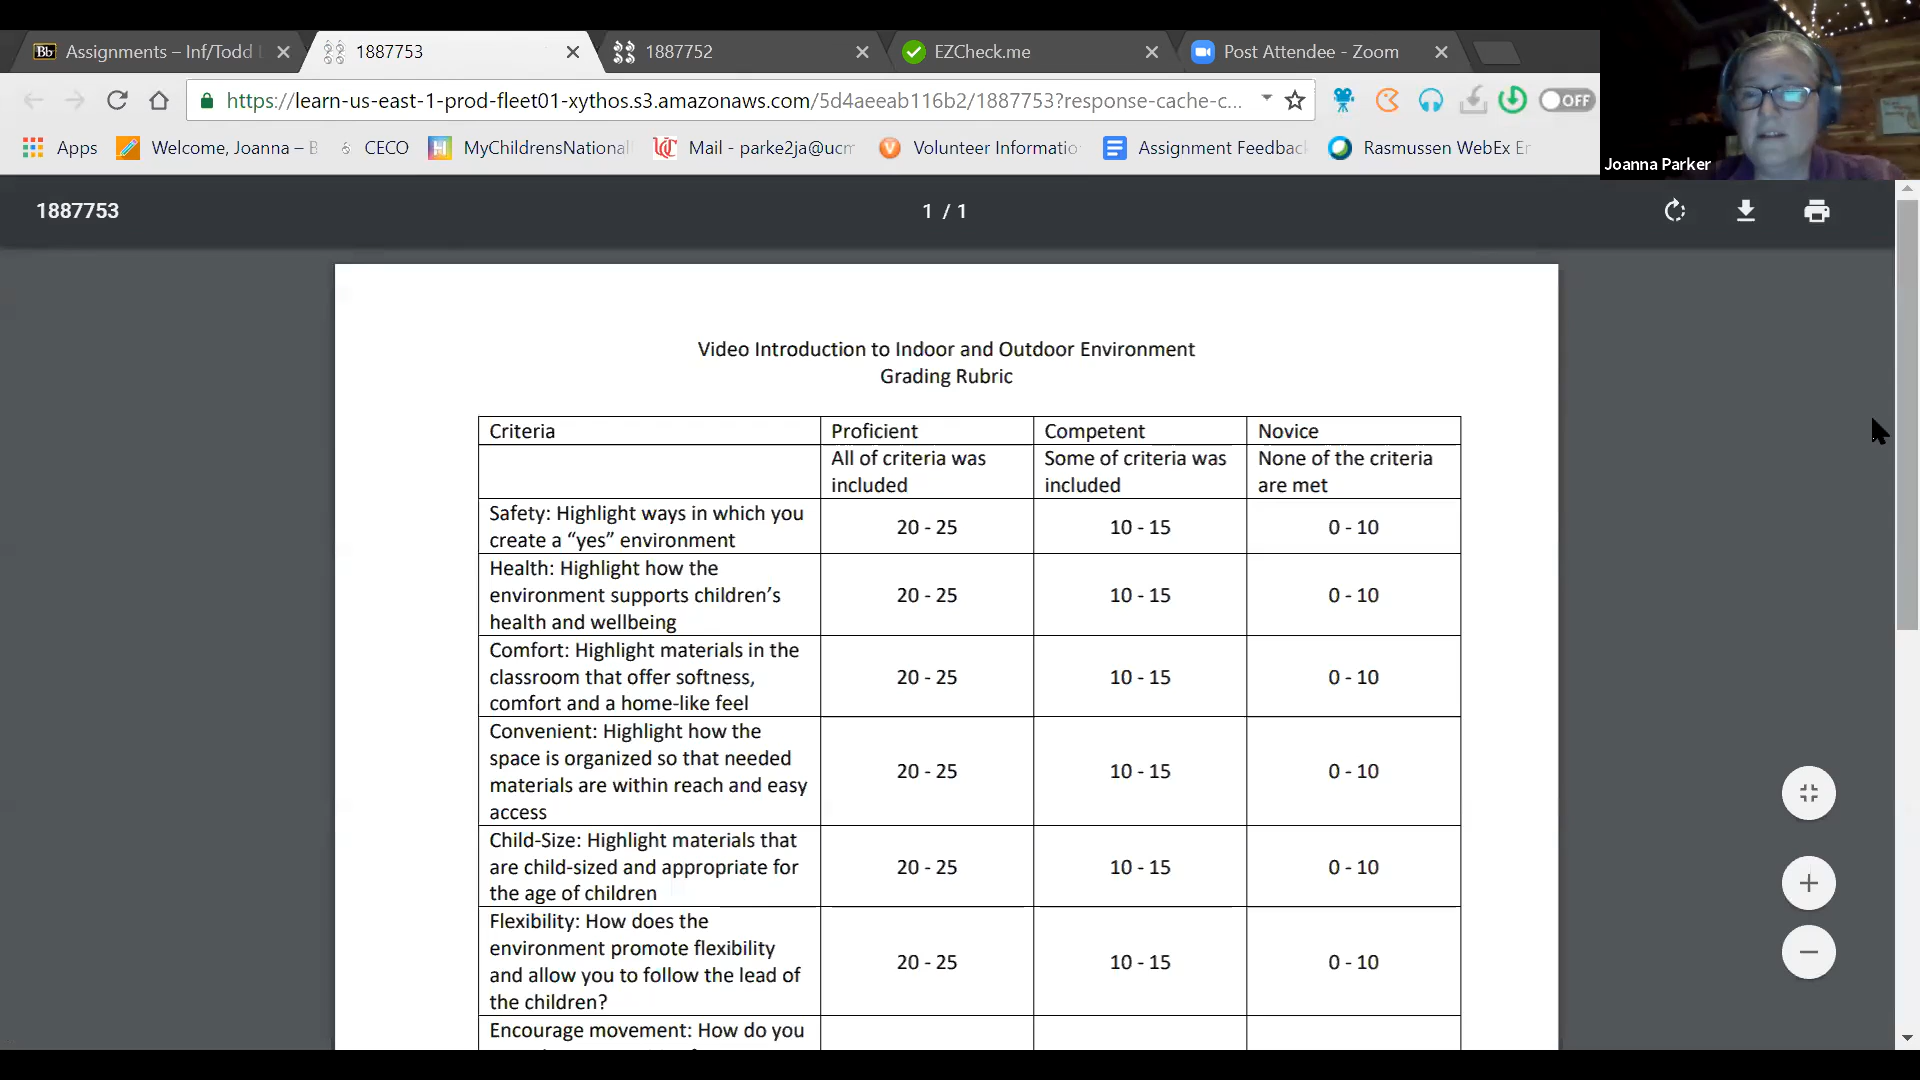 Bb Assignments – Inf/Todd
1887753
1887752
EZCheck.me
Post Attendee - Zoom
https://learn-us-east-1-prod-fleet01-xythos.s3.amazonaws.com/5d4aeeab116b2/1887753?response-cache-c...
OFF
Apps
Welcome, Joanna –
CECO
MyChildrensNational
Mail - parke2ja@ucm
Volunteer Informatio
Assignment Feedbac
Rasmussen WebEx En
Joanna Parker
1887753
1 / 1
Video Introduction to Indoor and Outdoor Environment
Grading Rubric
Criteria Proficient Competent Novice
All of criteria was Some of criteria was None of the criteria
included included are met
Safety: Highlight ways in which you
create a “yes” environment
20 - 25 10 - 15 0 - 10
Health: Highlight how the
environment supports children’s
health and wellbeing
20 - 25 10 - 15 0 - 10
Comfort: Highlight materials in the
classroom that offer softness,
comfort and a home-like feel
20 - 25 10 - 15 0 - 10
Convenient: Highlight how the
space is organized so that needed
materials are within reach and easy
access
20 - 25 10 - 15 0 - 10
Child-Size: Highlight materials that
are child-sized and appropriate for
the age of children
20 - 25 10 - 15 0 - 10
Flexibility: How does the
environment promote flexibility
and allow you to follow the lead of
the children?
20 - 25 10 - 15 0 - 10
Encourage movement: How do you